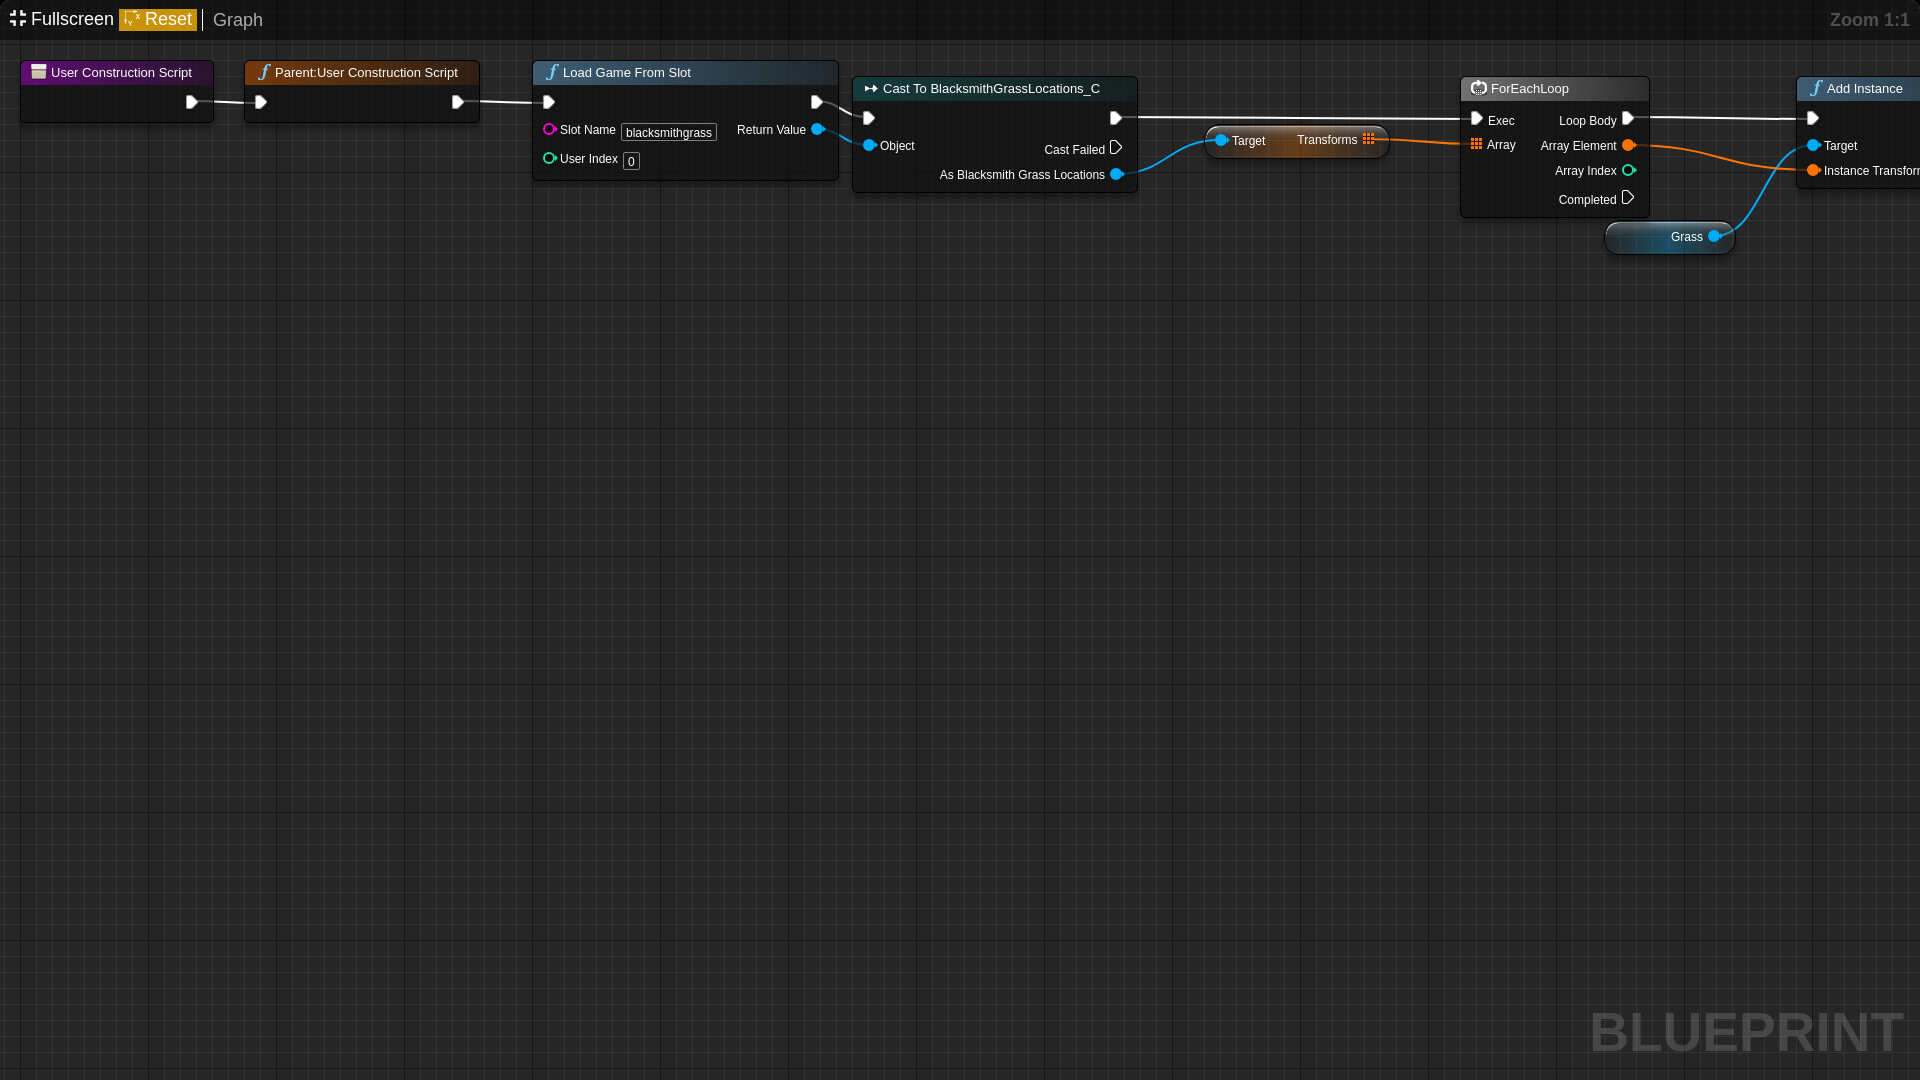 Fullscreen Reset Graph Zoom 1:1
User Construction Script
Parent:User Construction Script
Load Game From Slot
Slot Name blacksmithgrass Return Value
User Index 0
Cast To BlacksmithGrassLocations_C
Object
Cast Failed
As Blacksmith Grass Locations
Target Transforms
ForEachLoop
Exec Loop Body
Array Array Element
Array Index
Completed
Grass
Add Instance
Target
Instance Transfor
BLUEPRINT